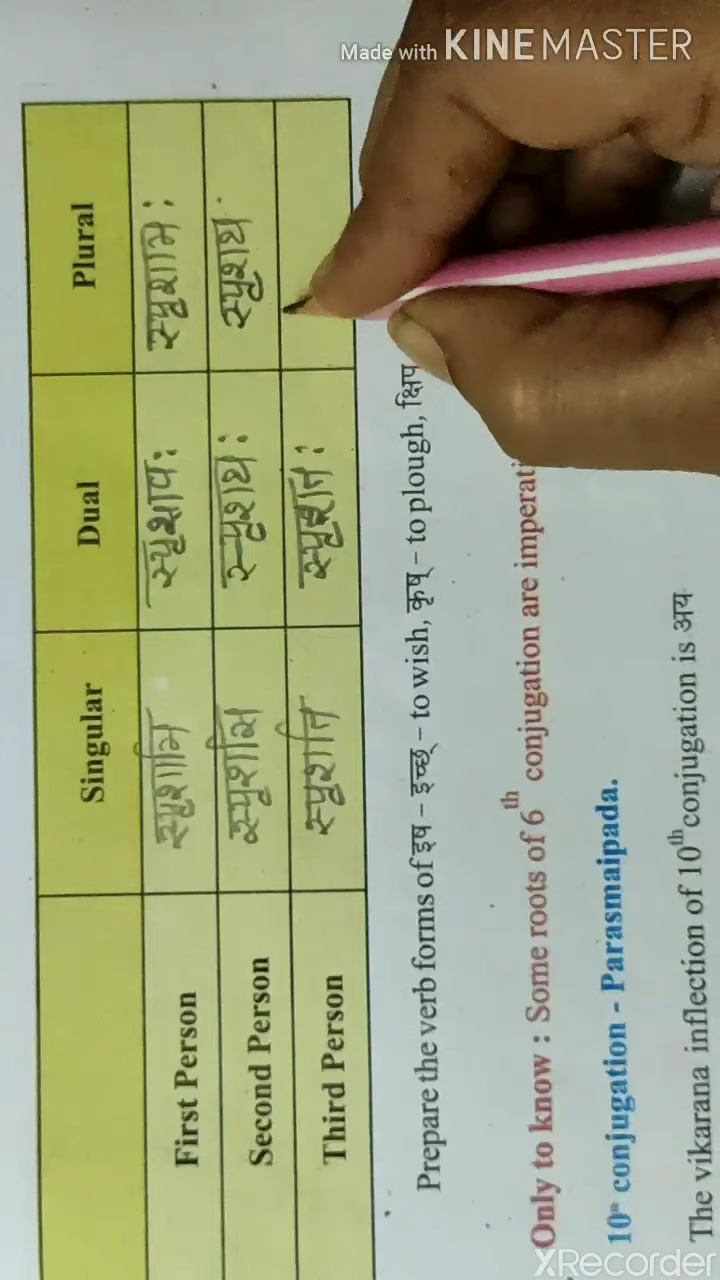 Made with KINEMASTER
Singular Dual Plural
First Person स्पृशामि स्पृशावः स्पृशामः
Second Person स्पृशसि स्पृशथः स्पृशथ
Third Person स्पृशति स्पृशतः
Prepare the verb forms of इष – इच्छ् – to wish, कृष् – to plough, क्षिप
Only to know : Some roots of 6th conjugation are imperati
10th conjugation - Parasmaipada.
The vikarana inflection of 10th conjugation is अय
XRecorder